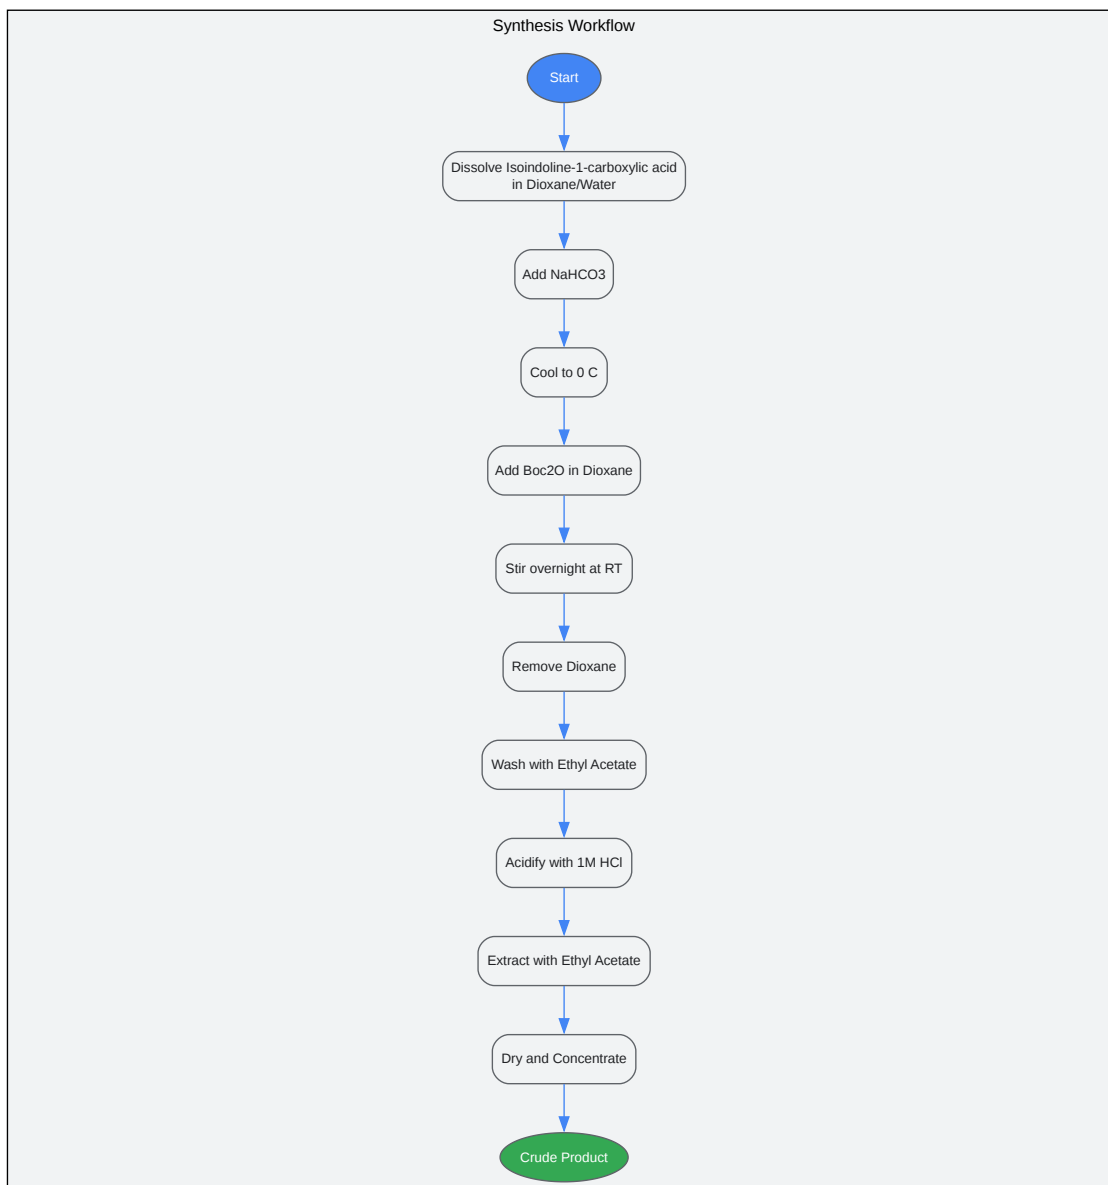 Synthesis Workflow
Start
Dissolve Isoindoline-1-carboxylic acid
in Dioxane/Water
Add NaHCO3
Cool to 0 C
Add Boc2O in Dioxane
Stir overnight at RT
Remove Dioxane
Wash with Ethyl Acetate
Acidify with 1M HCl
Extract with Ethyl Acetate
Dry and Concentrate
Crude Product